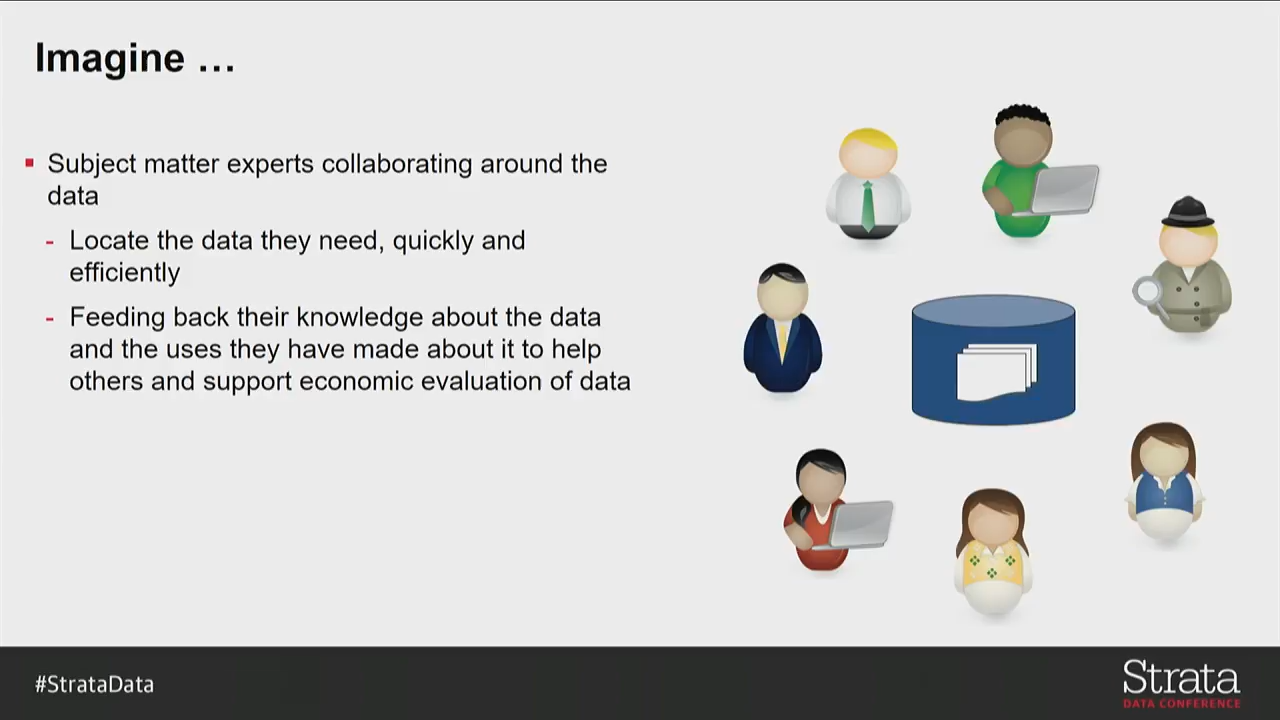 Imagine …
▪ Subject matter experts collaborating around the
data
- Locate the data they need, quickly and
efficiently
- Feeding back their knowledge about the data
and the uses they have made about it to help
others and support economic evaluation of data
#StrataData
Strata
DATA CONFERENCE